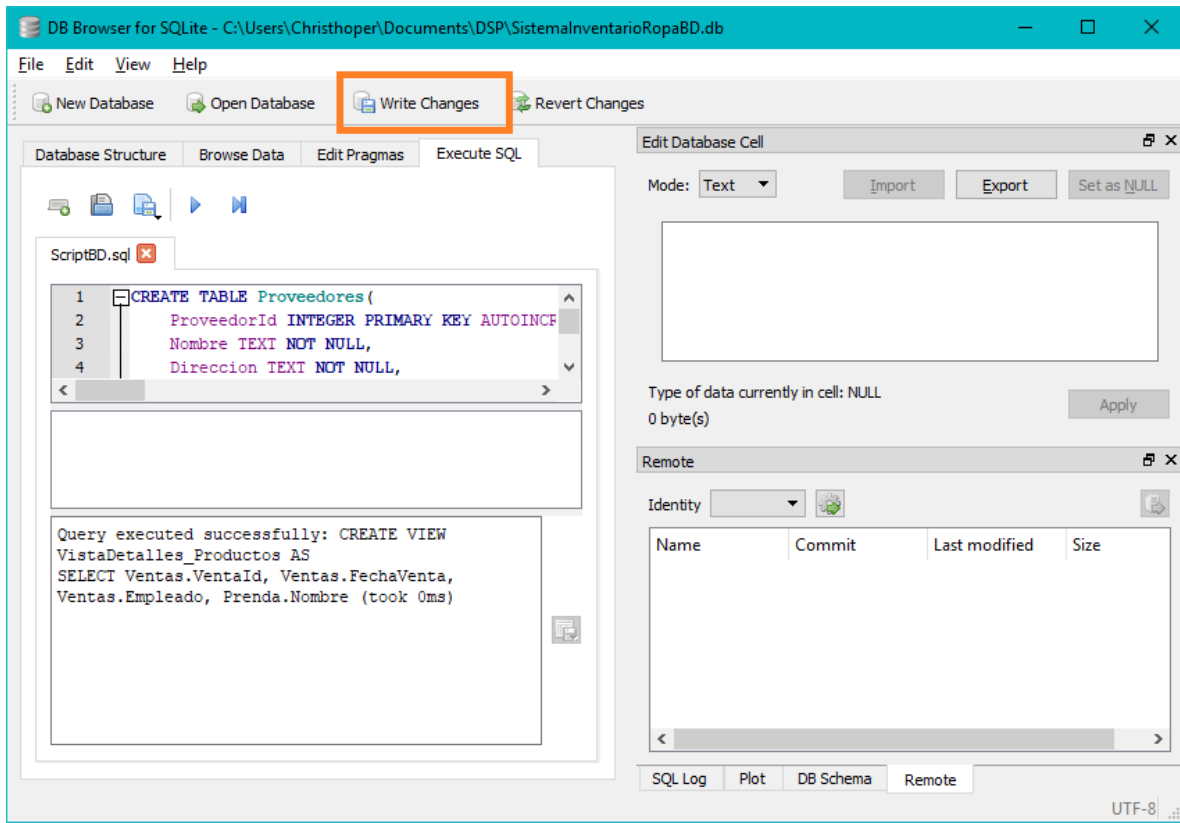 DB Browser for SQLite - C:\Users\Christhoper\Documents\DSP\SistemaInventarioRopaBD.db
File Edit View Help
New Database Open Database Write Changes Revert Changes
Database Structure Browse Data Edit Pragmas Execute SQL
ScriptBD.sql
1 CREATE TABLE Proveedores(
2 ProveedorId INTEGER PRIMARY KEY AUTOINCR
3 Nombre TEXT NOT NULL,
4 Direccion TEXT NOT NULL,
Query executed successfully: CREATE VIEW
VistaDetalles_Productos AS
SELECT Ventas.VentaId, Ventas.FechaVenta,
Ventas.Empleado, Prenda.Nombre (took 0ms)
Edit Database Cell
Mode: Text Import Export Set as NULL
Type of data currently in cell: NULL
0 byte(s)
Apply
Remote
Identity
Name Commit Last modified Size
SQL Log Plot DB Schema Remote
UTF-8